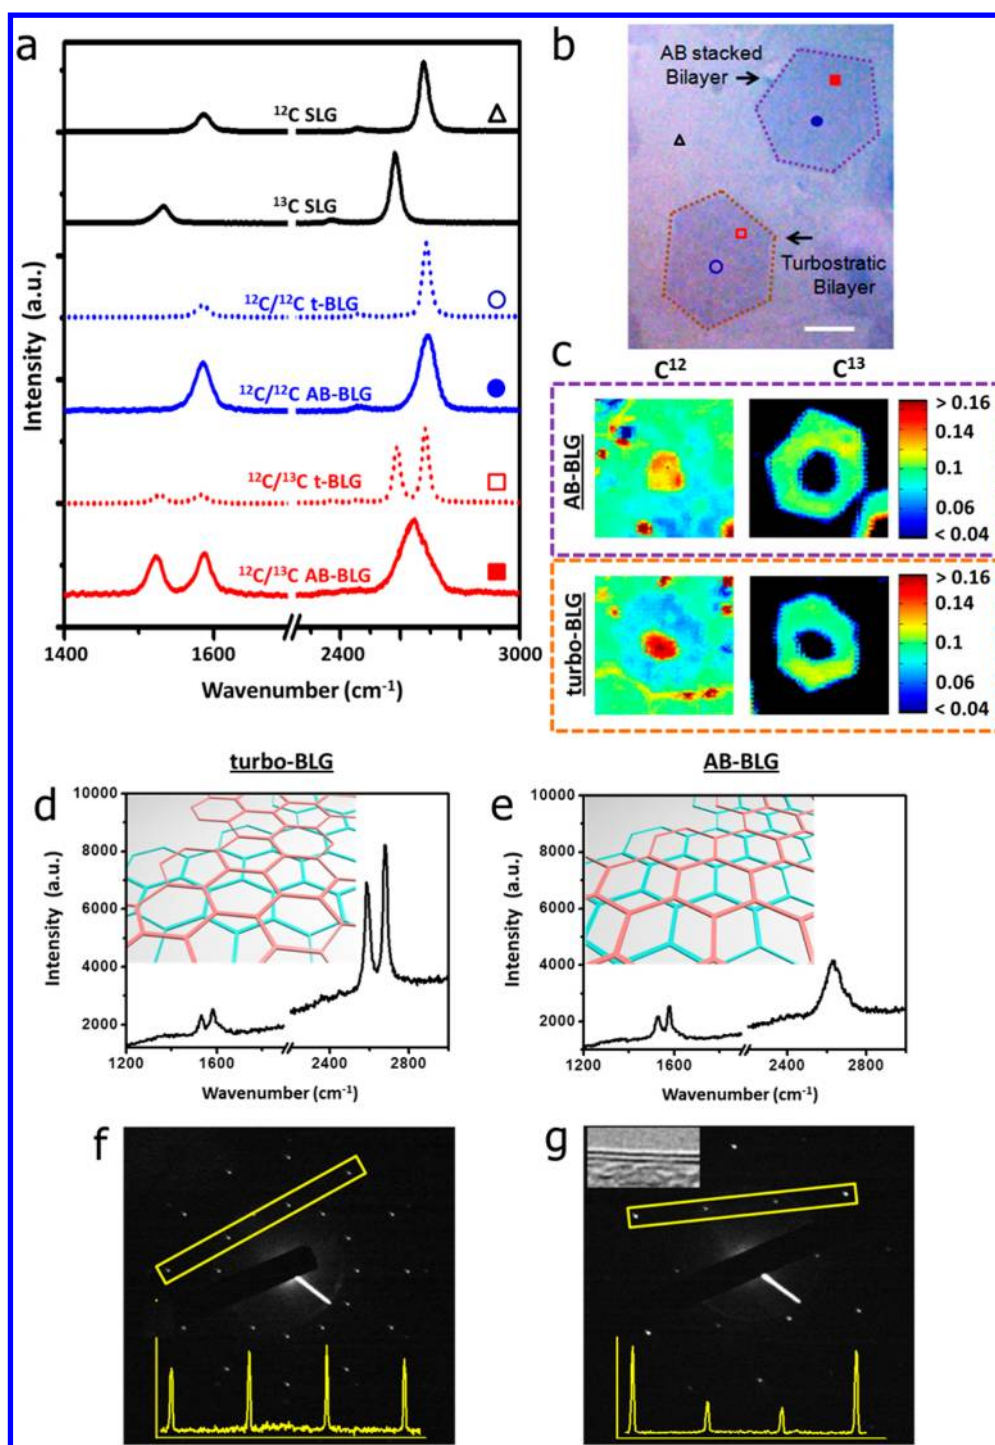 a
¹²C SLG
¹³C SLG
¹²C/¹²C t-BLG
¹²C/¹²C AB-BLG
¹²C/¹³C t-BLG
¹²C/¹³C AB-BLG
Intensity (a.u.)
1400
1600
2400
3000
Wavenumber (cm⁻¹)
b
AB stacked
Bilayer
Turbostratic
Bilayer
c
C¹²
C¹³
AB-BLG
> 0.16
0.14
0.1
0.06
< 0.04
turbo-BLG
> 0.16
0.14
0.1
0.06
< 0.04
turbo-BLG
d
10000
8000
6000
4000
2000
Intensity (a.u.)
1200
1600
2400
2800
Wavenumber (cm⁻¹)
AB-BLG
e
10000
8000
6000
4000
2000
Intensity (a.u.)
1200
1600
2400
2800
Wavenumber (cm⁻¹)
f
g